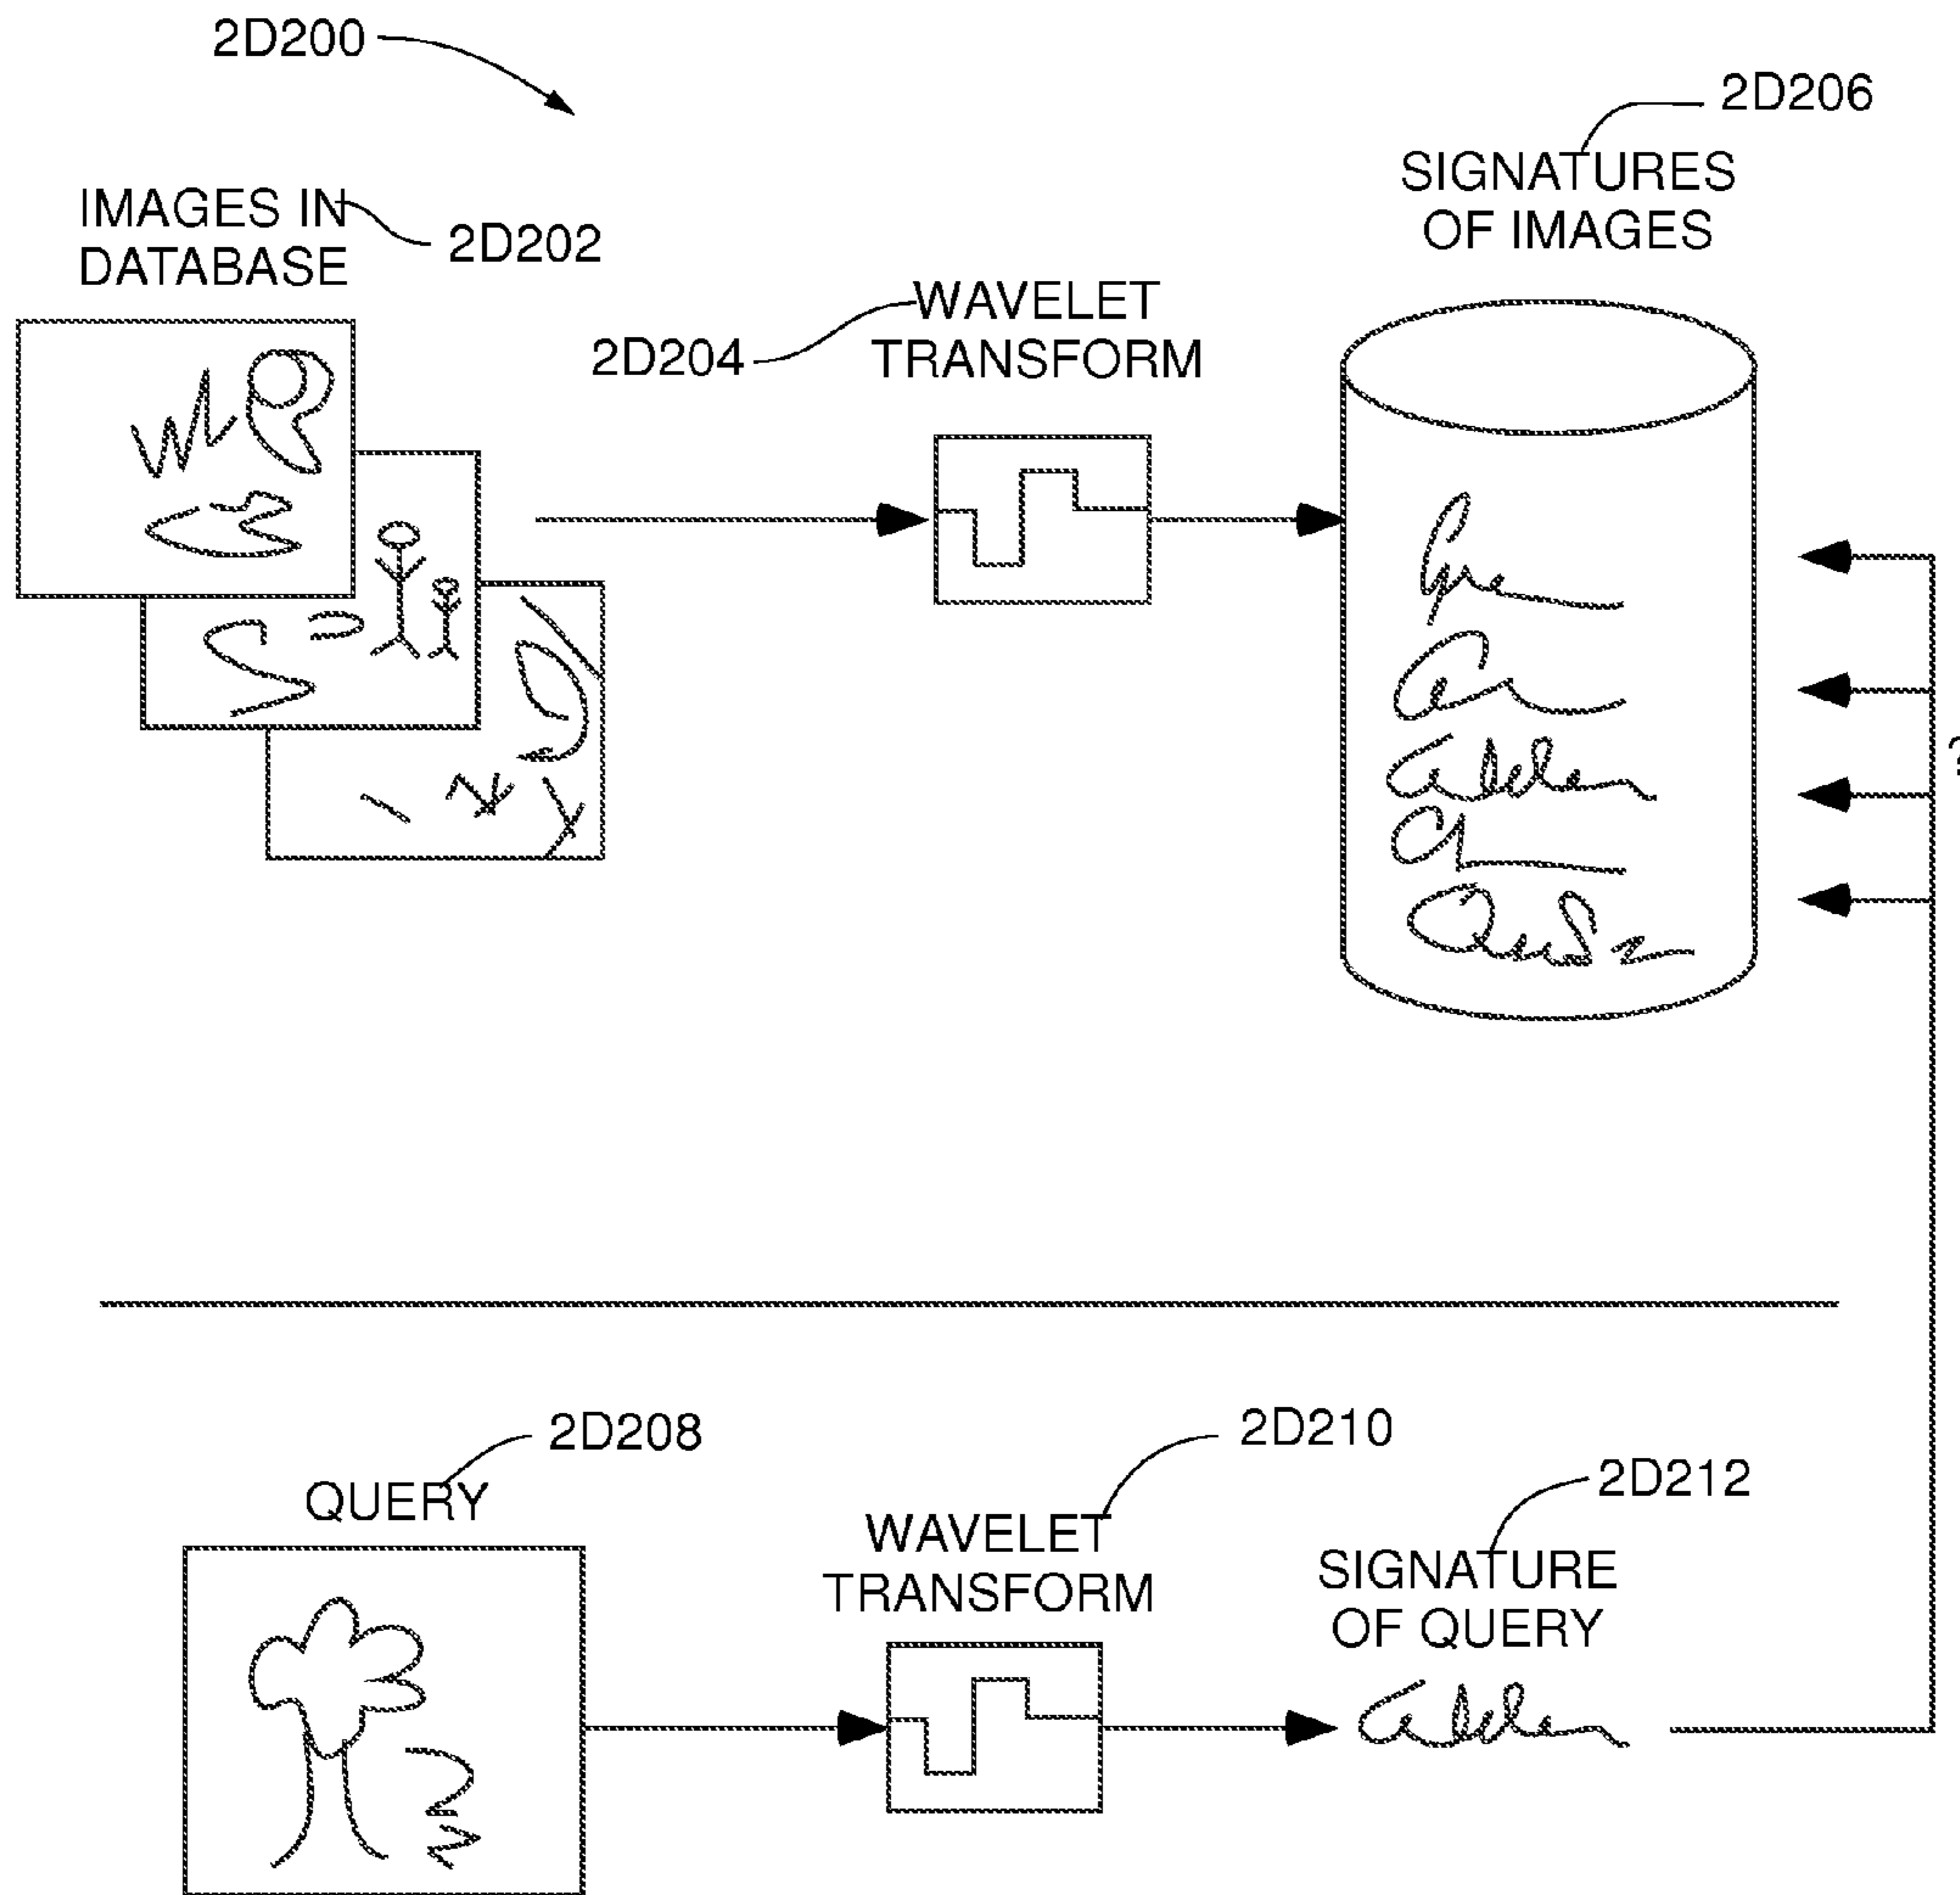 2D200
2D206
SIGNATURES
OF IMAGES
IMAGES IN
DATABASE
2D202
WAVELET
TRANSFORM
2D204
?
2D208
QUERY
2D210
WAVELET
TRANSFORM
2D212
SIGNATURE
OF QUERY